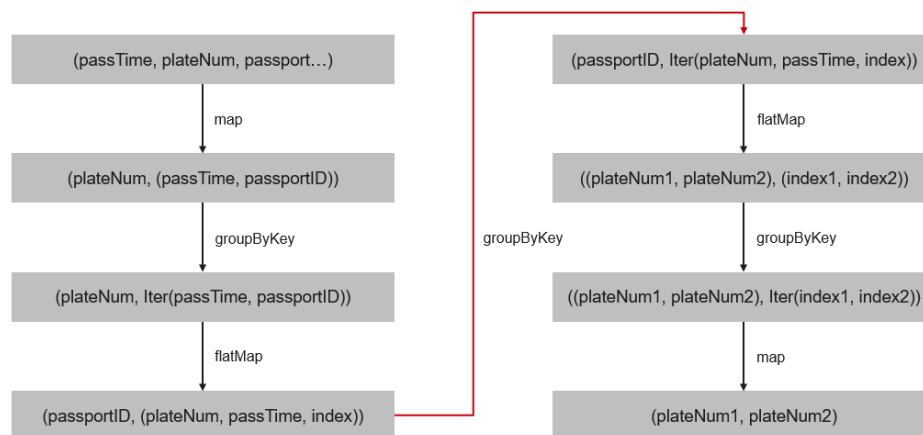 (passTime, plateNum, passport…)
map
(plateNum, (passTime, passportID))
groupByKey
(plateNum, Iter(passTime, passportID))
flatMap
(passportID, (plateNum, passTime, index))
groupByKey
(passportID, Iter(plateNum, passTime, index))
flatMap
((plateNum1, plateNum2), (index1, index2))
groupByKey
((plateNum1, plateNum2), Iter(index1, index2))
map
(plateNum1, plateNum2)